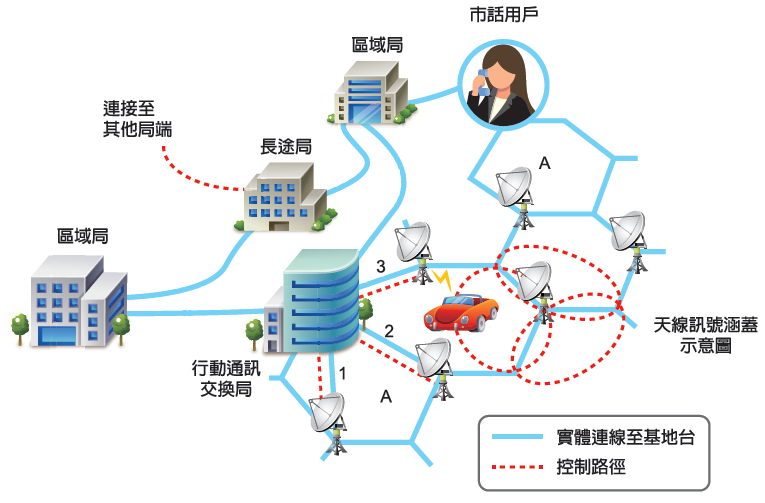 市話用戶
區域局
連接至
其他局端
長途局
A
區域局
3
2
天線訊號涵蓋
示意圖
行動通訊
交換局
1
A
實體連線至基地台
控制路徑